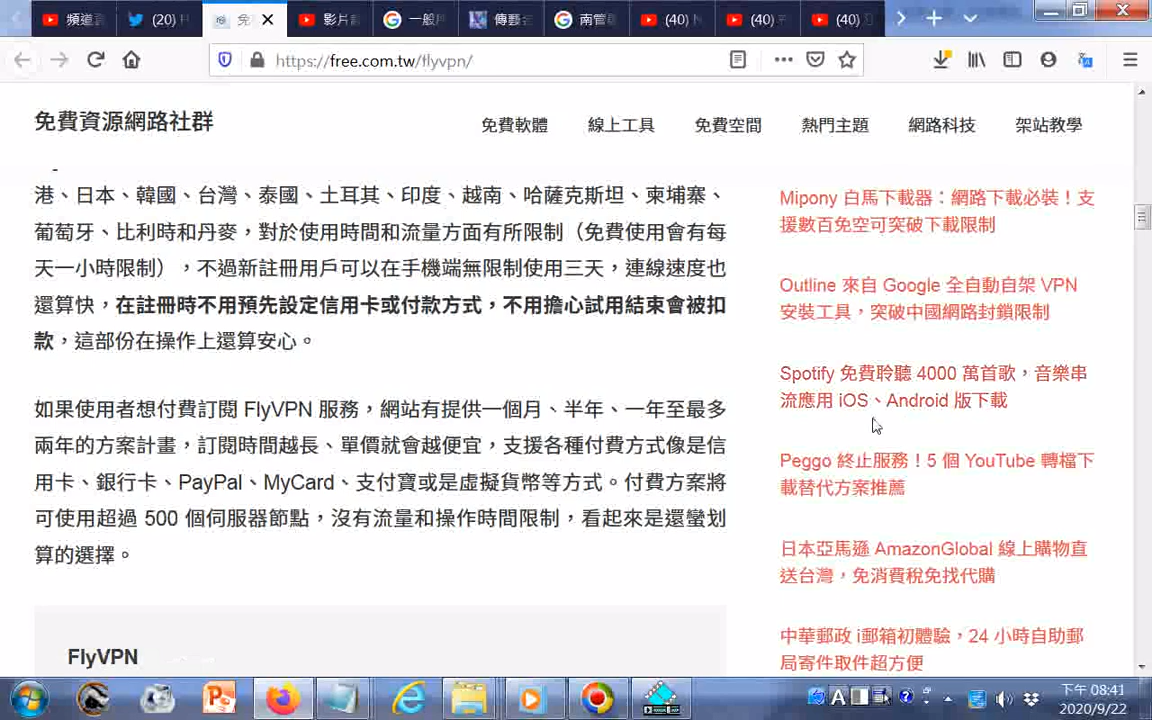 頻道
(20) H
免
影片
一般
傳藝
南管
(40) N
(40) 平
(40)
https://free.com.tw/flyvpn/
免費資源網路社群
免費軟體
線上工具
免費空間
熱門主題
網路科技
架站教學
港、日本、韓國、台灣、泰國、土耳其、印度、越南、哈薩克斯坦、柬埔寨、
葡萄牙、比利時和丹麥，對於使用時間和流量方面有所限制（免費使用會有每
天一小時限制），不過新註冊用戶可以在手機端無限制使用三天，連線速度也
還算快，在註冊時不用預先設定信用卡或付款方式，不用擔心試用結束會被扣
款，這部份在操作上還算安心。
如果使用者想付費訂閱 FlyVPN 服務，網站有提供一個月、半年、一年至最多
兩年的方案計畫，訂閱時間越長、單價就會越便宜，支援各種付費方式像是信
用卡、銀行卡、PayPal、MyCard、支付寶或是虛擬貨幣等方式。付費方案將
可使用超過 500 個伺服器節點，沒有流量和操作時間限制，看起來是還蠻划
算的選擇。
FlyVPN
Mipony 白馬下載器：網路下載必裝！支
援數百免空可突破下載限制
Outline 來自 Google 全自動自架 VPN
安裝工具，突破中國網路封鎖限制
Spotify 免費聆聽 4000 萬首歌，音樂串
流應用 iOS、Android 版下載
Peggo 終止服務！5 個 YouTube 轉檔下
載替代方案推薦
日本亞馬遜 AmazonGlobal 線上購物直
送台灣，免消費稅免找代購
中華郵政 i郵箱初體驗，24 小時自助郵
局寄件取件超方便
下午 08:41
2020/9/22